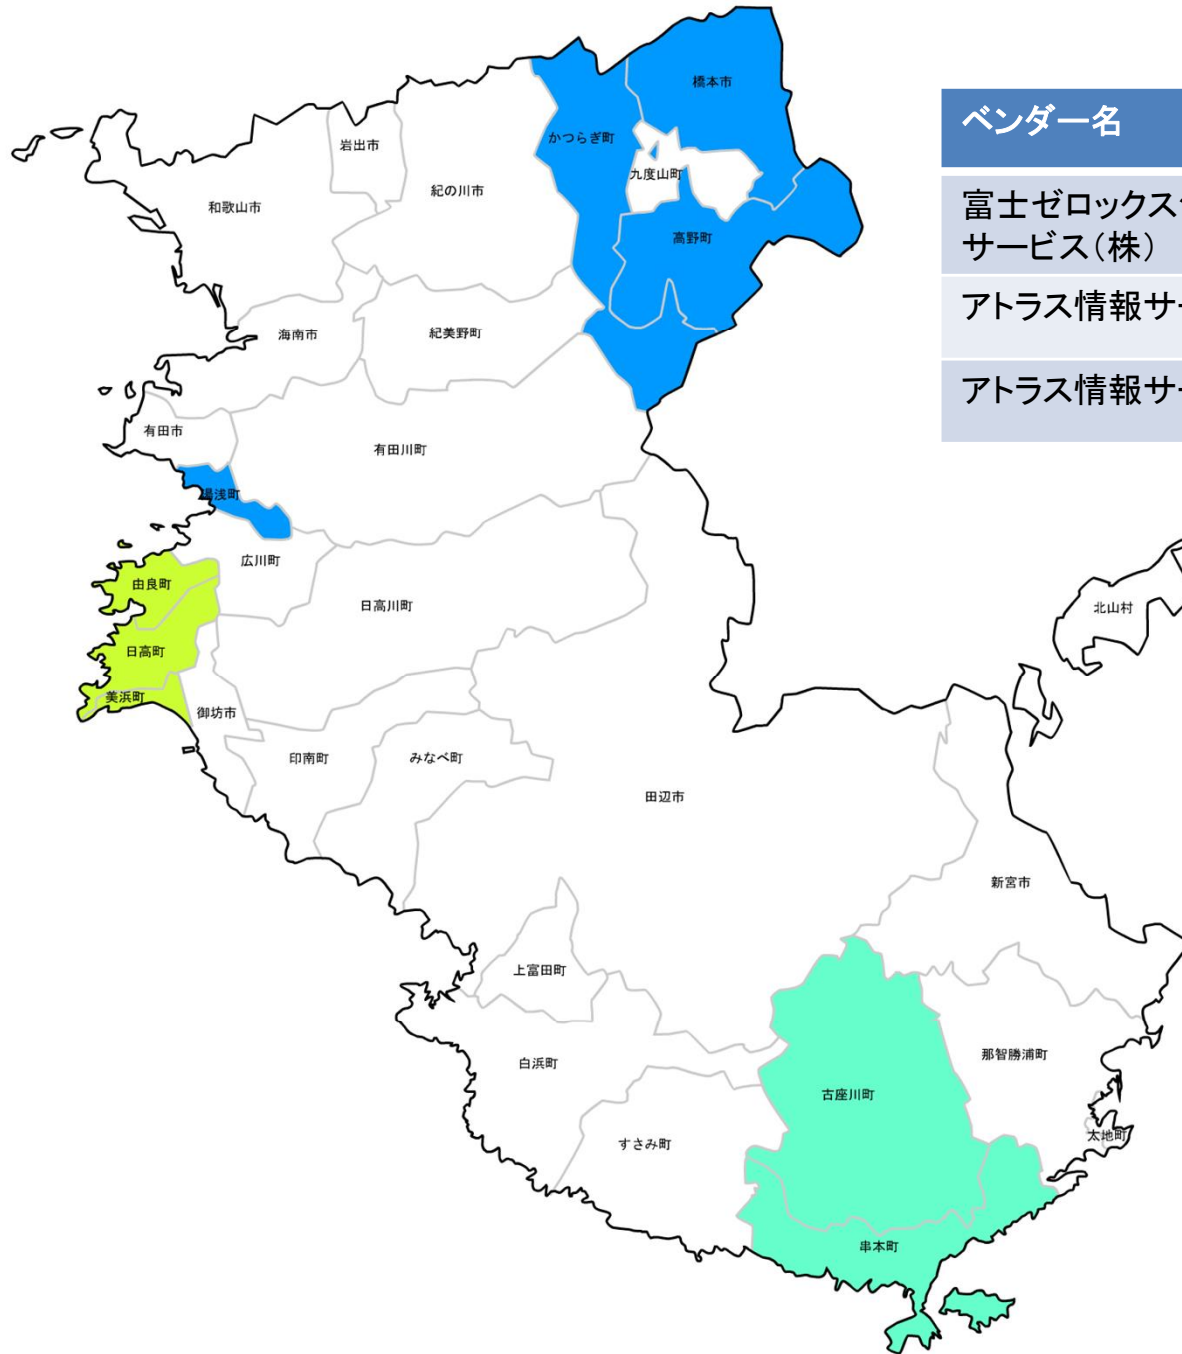 橋本市
かつらぎ町
岩出市
九度山町
紀の川市
和歌山市
高野町
海南市
紀美野町
有田市
有田川町
湯浅町
広川町
由良町
日高川町
北山村
日高町
美浜町
御坊市
印南町
みなべ町
田辺市
新宮市
上富田町
白浜町
那智勝浦町
古座川町
太地町
すさみ町
串本町
ベンダー名
富士ゼロックス
サービス(株)
アトラス情報サー
アトラス情報サー